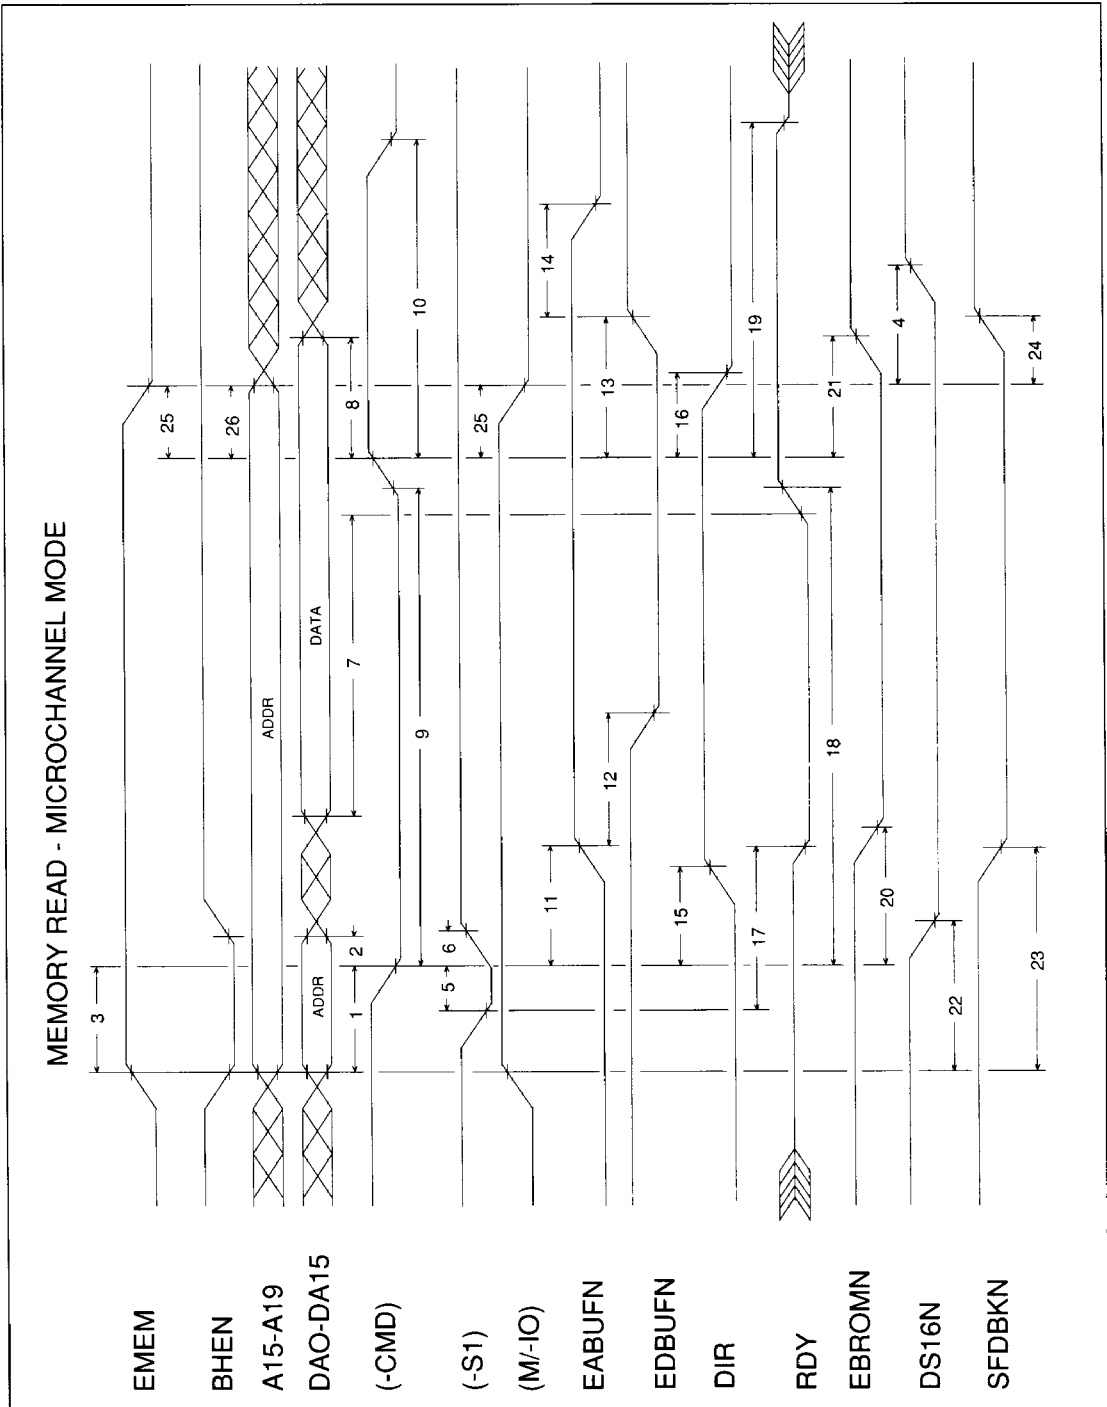 MEMORY READ - MICROCHANNEL MODE
EMEM
3
25
BHEN
26
A15-A19
ADDR
DAO-DA15
ADDR
DATA
1
2
7
8
(-CMD)
9
10
(-S1)
5
6
25
(M/-IO)
EABUFN
11
12
13
14
EDBUFN
15
16
DIR
17
18
19
RDY
EBROMN
20
21
DS16N
22
4
SFDBKN
23
24